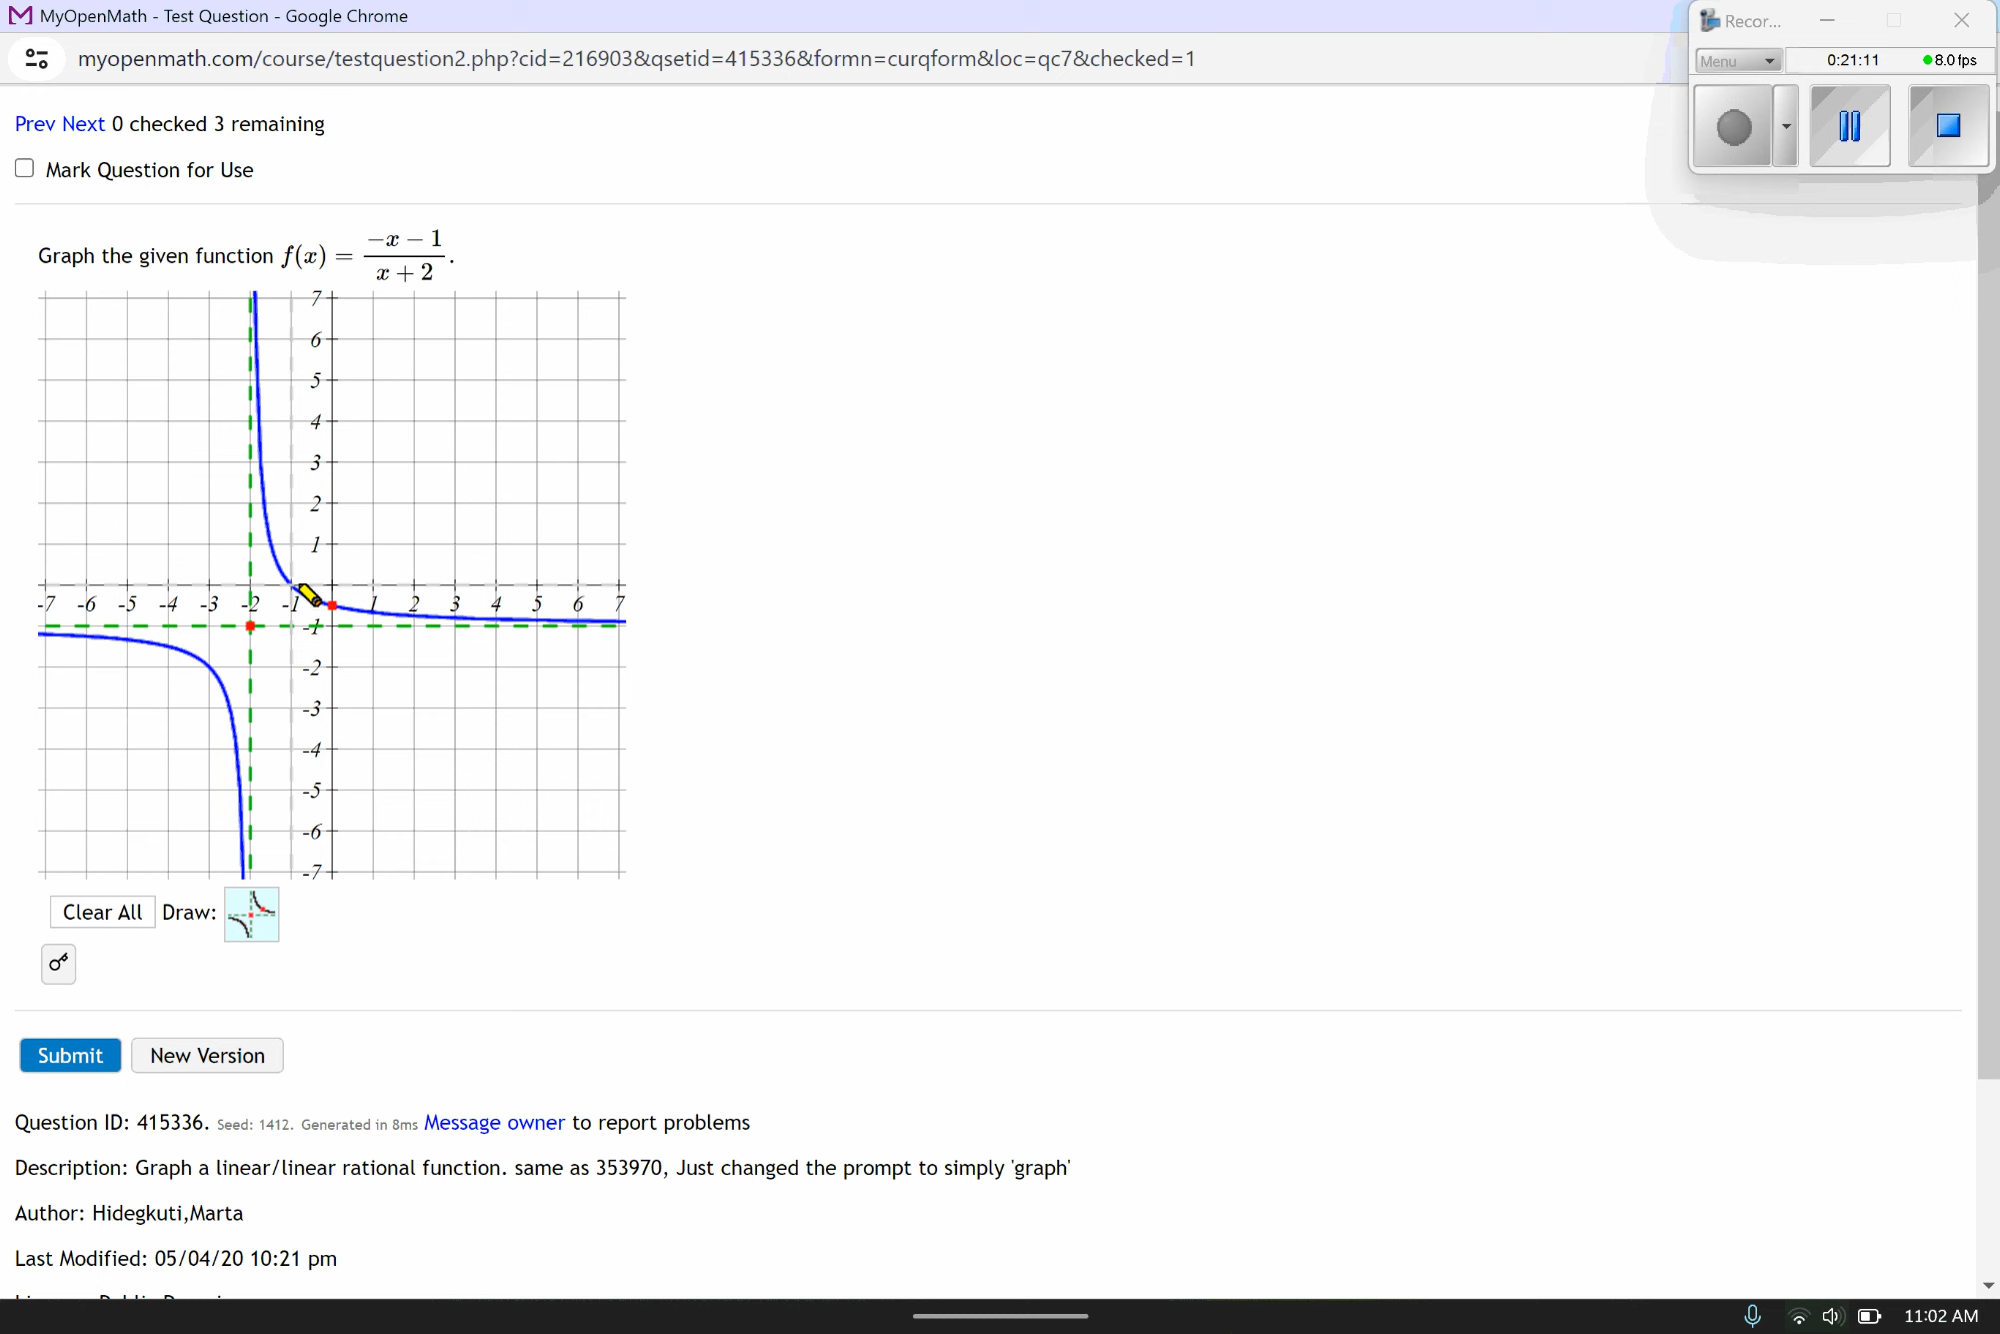 MyOpenMath - Test Question - Google Chrome
myopenmath.com/course/testquestion2.php?cid=216903&qsetid=415336&formn=curqform&loc=qc7&checked=1
Recor...
Menu 0:21:11 8.0 fps
Prev Next 0 checked 3 remaining
Mark Question for Use
Graph the given function f(x) = (-x - 1)/(x + 2).
7
6
5
4
3
2
1
-7 -6 -5 -4 -3 -2 -1 1 2 3 4 5 6 7
-1
-2
-3
-4
-5
-6
-7
Clear All Draw:
Submit New Version
Question ID: 415336. Seed: 1412. Generated in 8ms Message owner to report problems
Description: Graph a linear/linear rational function. same as 353970, Just changed the prompt to simply 'graph'
Author: Hidegkuti,Marta
Last Modified: 05/04/20 10:21 pm
11:02 AM